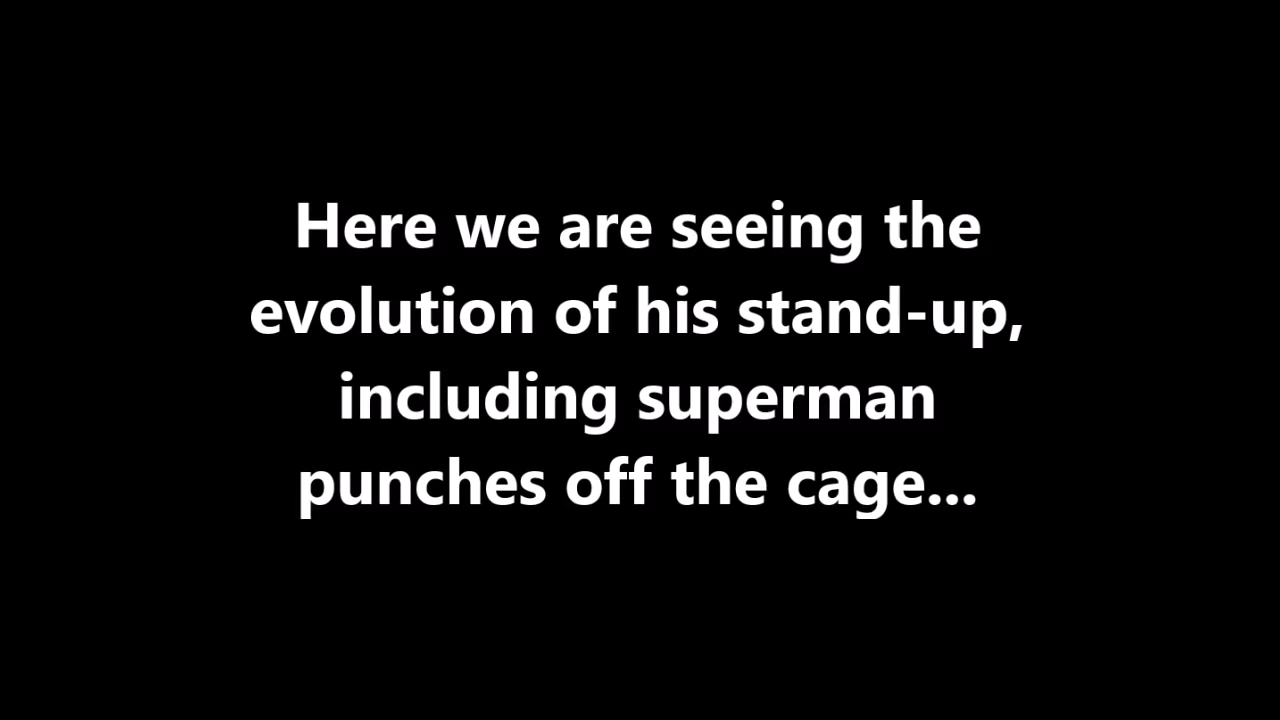 Here we are seeing the
evolution of his stand-up,
including superman
punches off the cage...